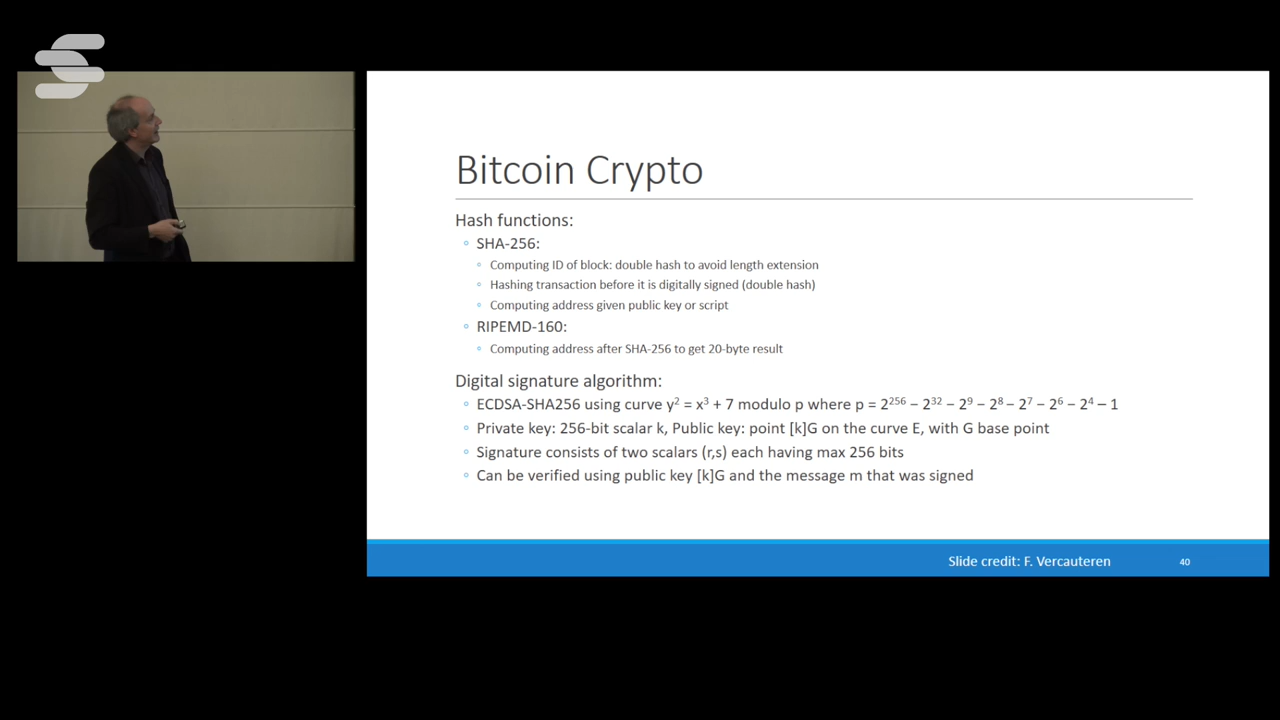 Bitcoin Crypto
Hash functions:
◦ SHA-256:
◦ Computing ID of block: double hash to avoid length extension
◦ Hashing transaction before it is digitally signed (double hash)
◦ Computing address given public key or script
◦ RIPEMD-160:
◦ Computing address after SHA-256 to get 20-byte result
Digital signature algorithm:
◦ ECDSA-SHA256 using curve y² = x³ + 7 modulo p where p = 2²⁵⁶ – 2³² – 2⁹ – 2⁸ – 2⁷ – 2⁶ – 2⁴ – 1
◦ Private key: 256-bit scalar k, Public key: point [k]G on the curve E, with G base point
◦ Signature consists of two scalars (r,s) each having max 256 bits
◦ Can be verified using public key [k]G and the message m that was signed
Slide credit: F. Vercauteren
40